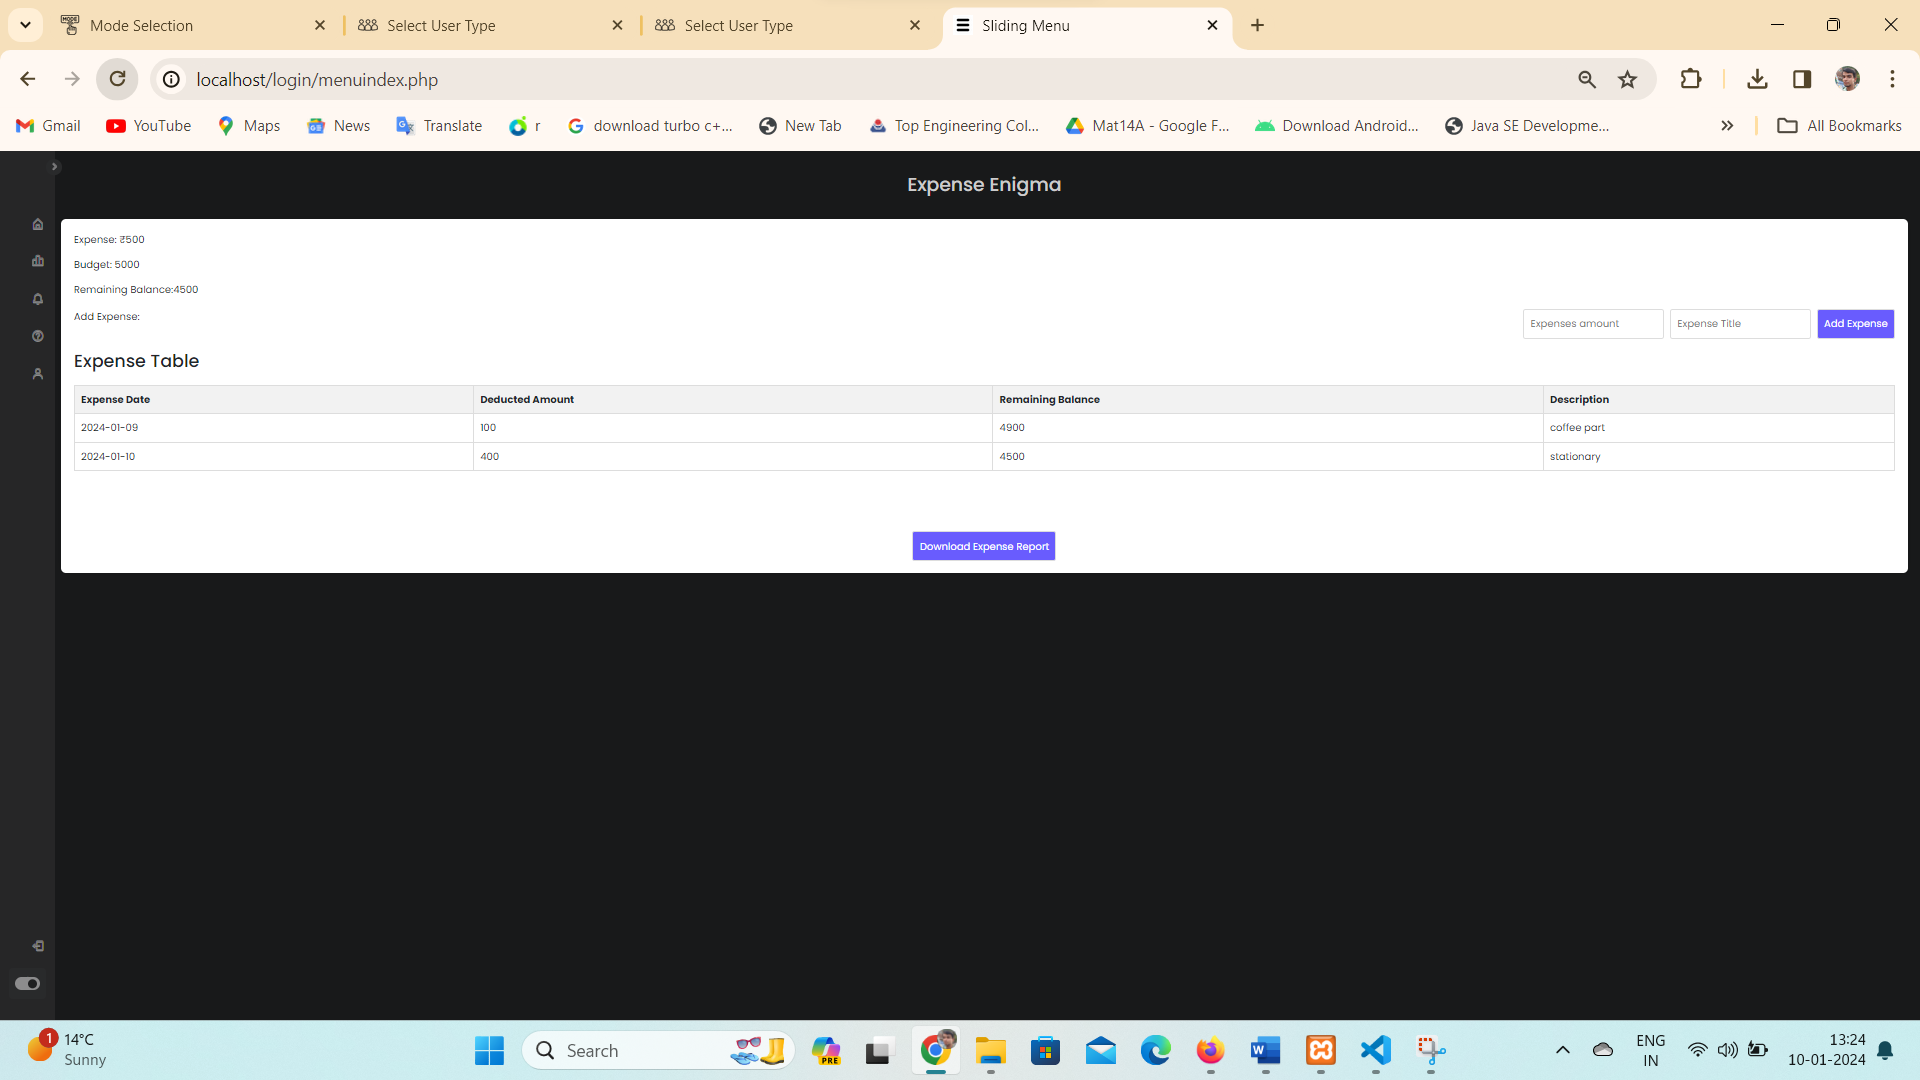 Mode Selection
Select User Type
Select User Type
Sliding Menu
localhost/login/menuindex.php
Gmail
YouTube
Maps
News
Translate
r
download turbo c+...
New Tab
Top Engineering Col...
Mat14A - Google F...
Download Android...
Java SE Developme...
All Bookmarks
Expense Enigma
Expense: ₹500
Budget: 5000
Remaining Balance:4500
Add Expense:
Expenses amount
Expense Title
Add Expense
Expense Table
Expense Date Deducted Amount Remaining Balance Description
2024-01-09 100 4900 coffee part
2024-01-10 400 4500 stationary
Download Expense Report
1
14°C
Sunny
Search
PRE
ENG
IN
13:24
10-01-2024